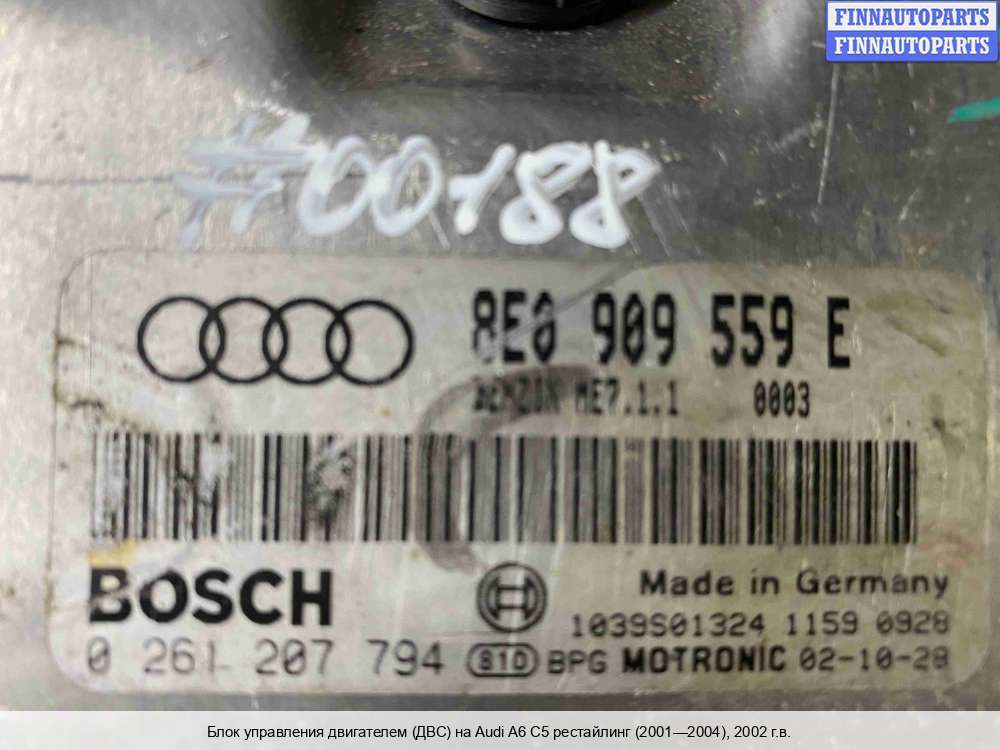 FINNAUTOPARTS
FINNAUTOPARTS
#00188
8E0 909 559 E
BENZIN ME7.1.1 0003
BOSCH
Made in Germany
1039S01324 1159 0928
0 261 207 794 810 BPG MOTRONIC 02-10-28
Блок управления двигателем (ДВС) на Audi A6 C5 рестайлинг (2001—2004), 2002 г.в.